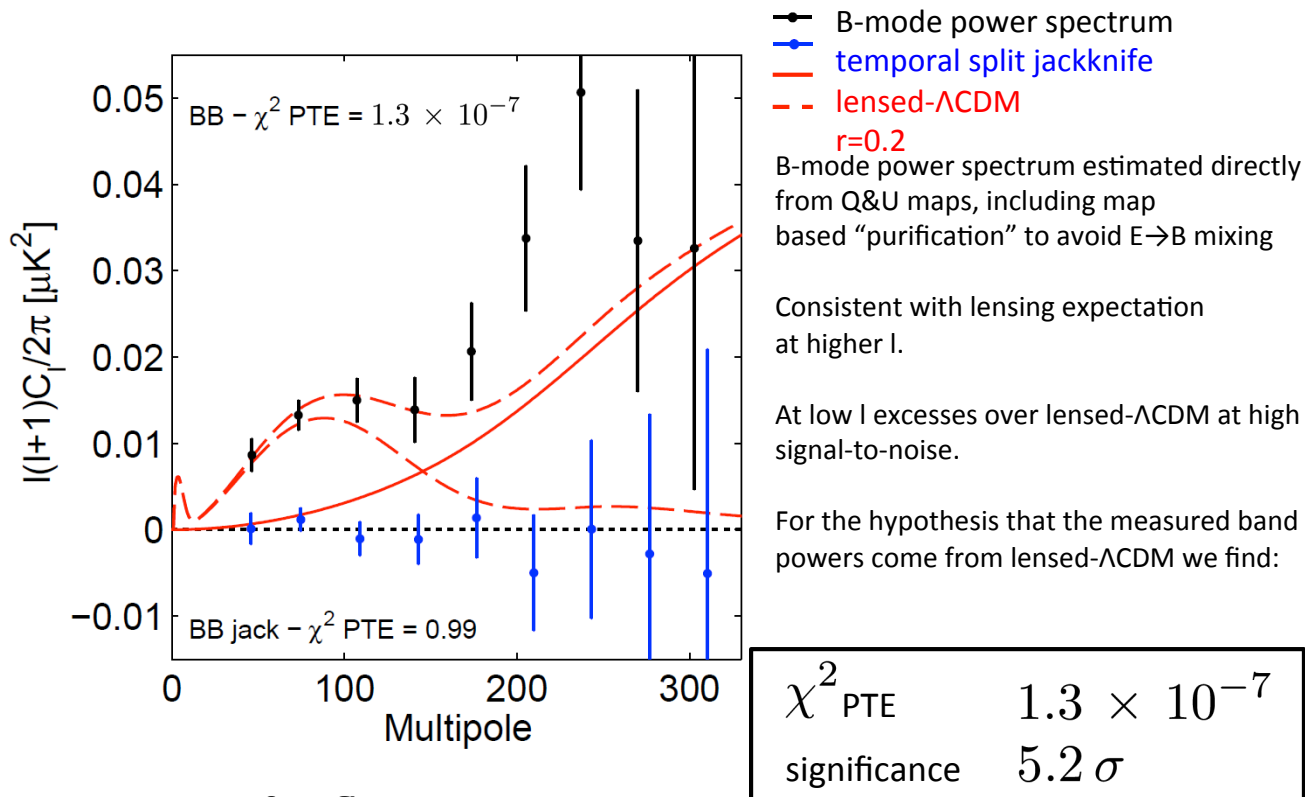 B-mode power spectrum
temporal split jackknife
lensed-ΛCDM
r=0.2
0.05
0.04
0.03
0.02
0.01
0
−0.01
l(l+1)C_l/2π [μK²]
BB − χ² PTE = 1.3 × 10⁻⁷
BB jack − χ² PTE = 0.99
0
100
200
300
Multipole
B-mode power spectrum estimated directly
from Q&U maps, including map
based “purification” to avoid E→B mixing
Consistent with lensing expectation
at higher l.
At low l excesses over lensed-ΛCDM at high
signal-to-noise.
For the hypothesis that the measured band
powers come from lensed-ΛCDM we find:
χ² PTE 1.3 × 10⁻⁷
significance 5.2 σ